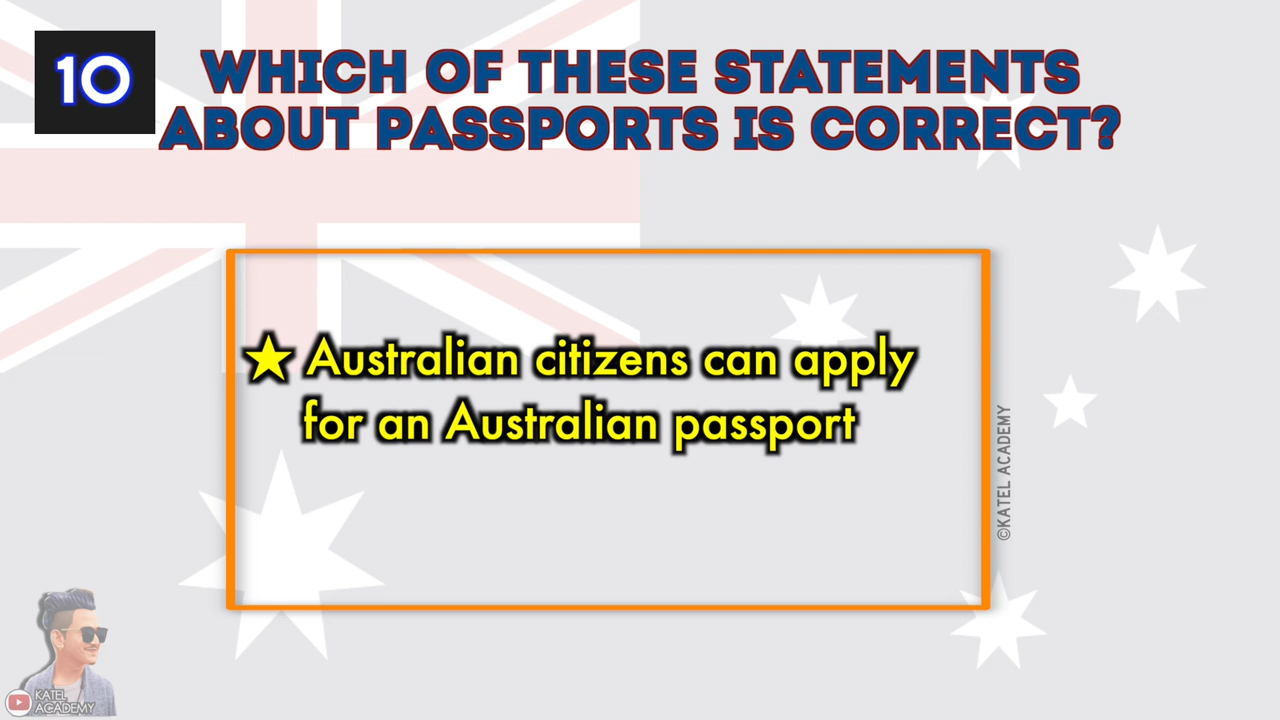 10
WHICH OF THESE STATEMENTS
ABOUT PASSPORTS IS CORRECT?
★ Australian citizens can apply
for an Australian passport
©KATEL ACADEMY
KATEL
ACADEMY